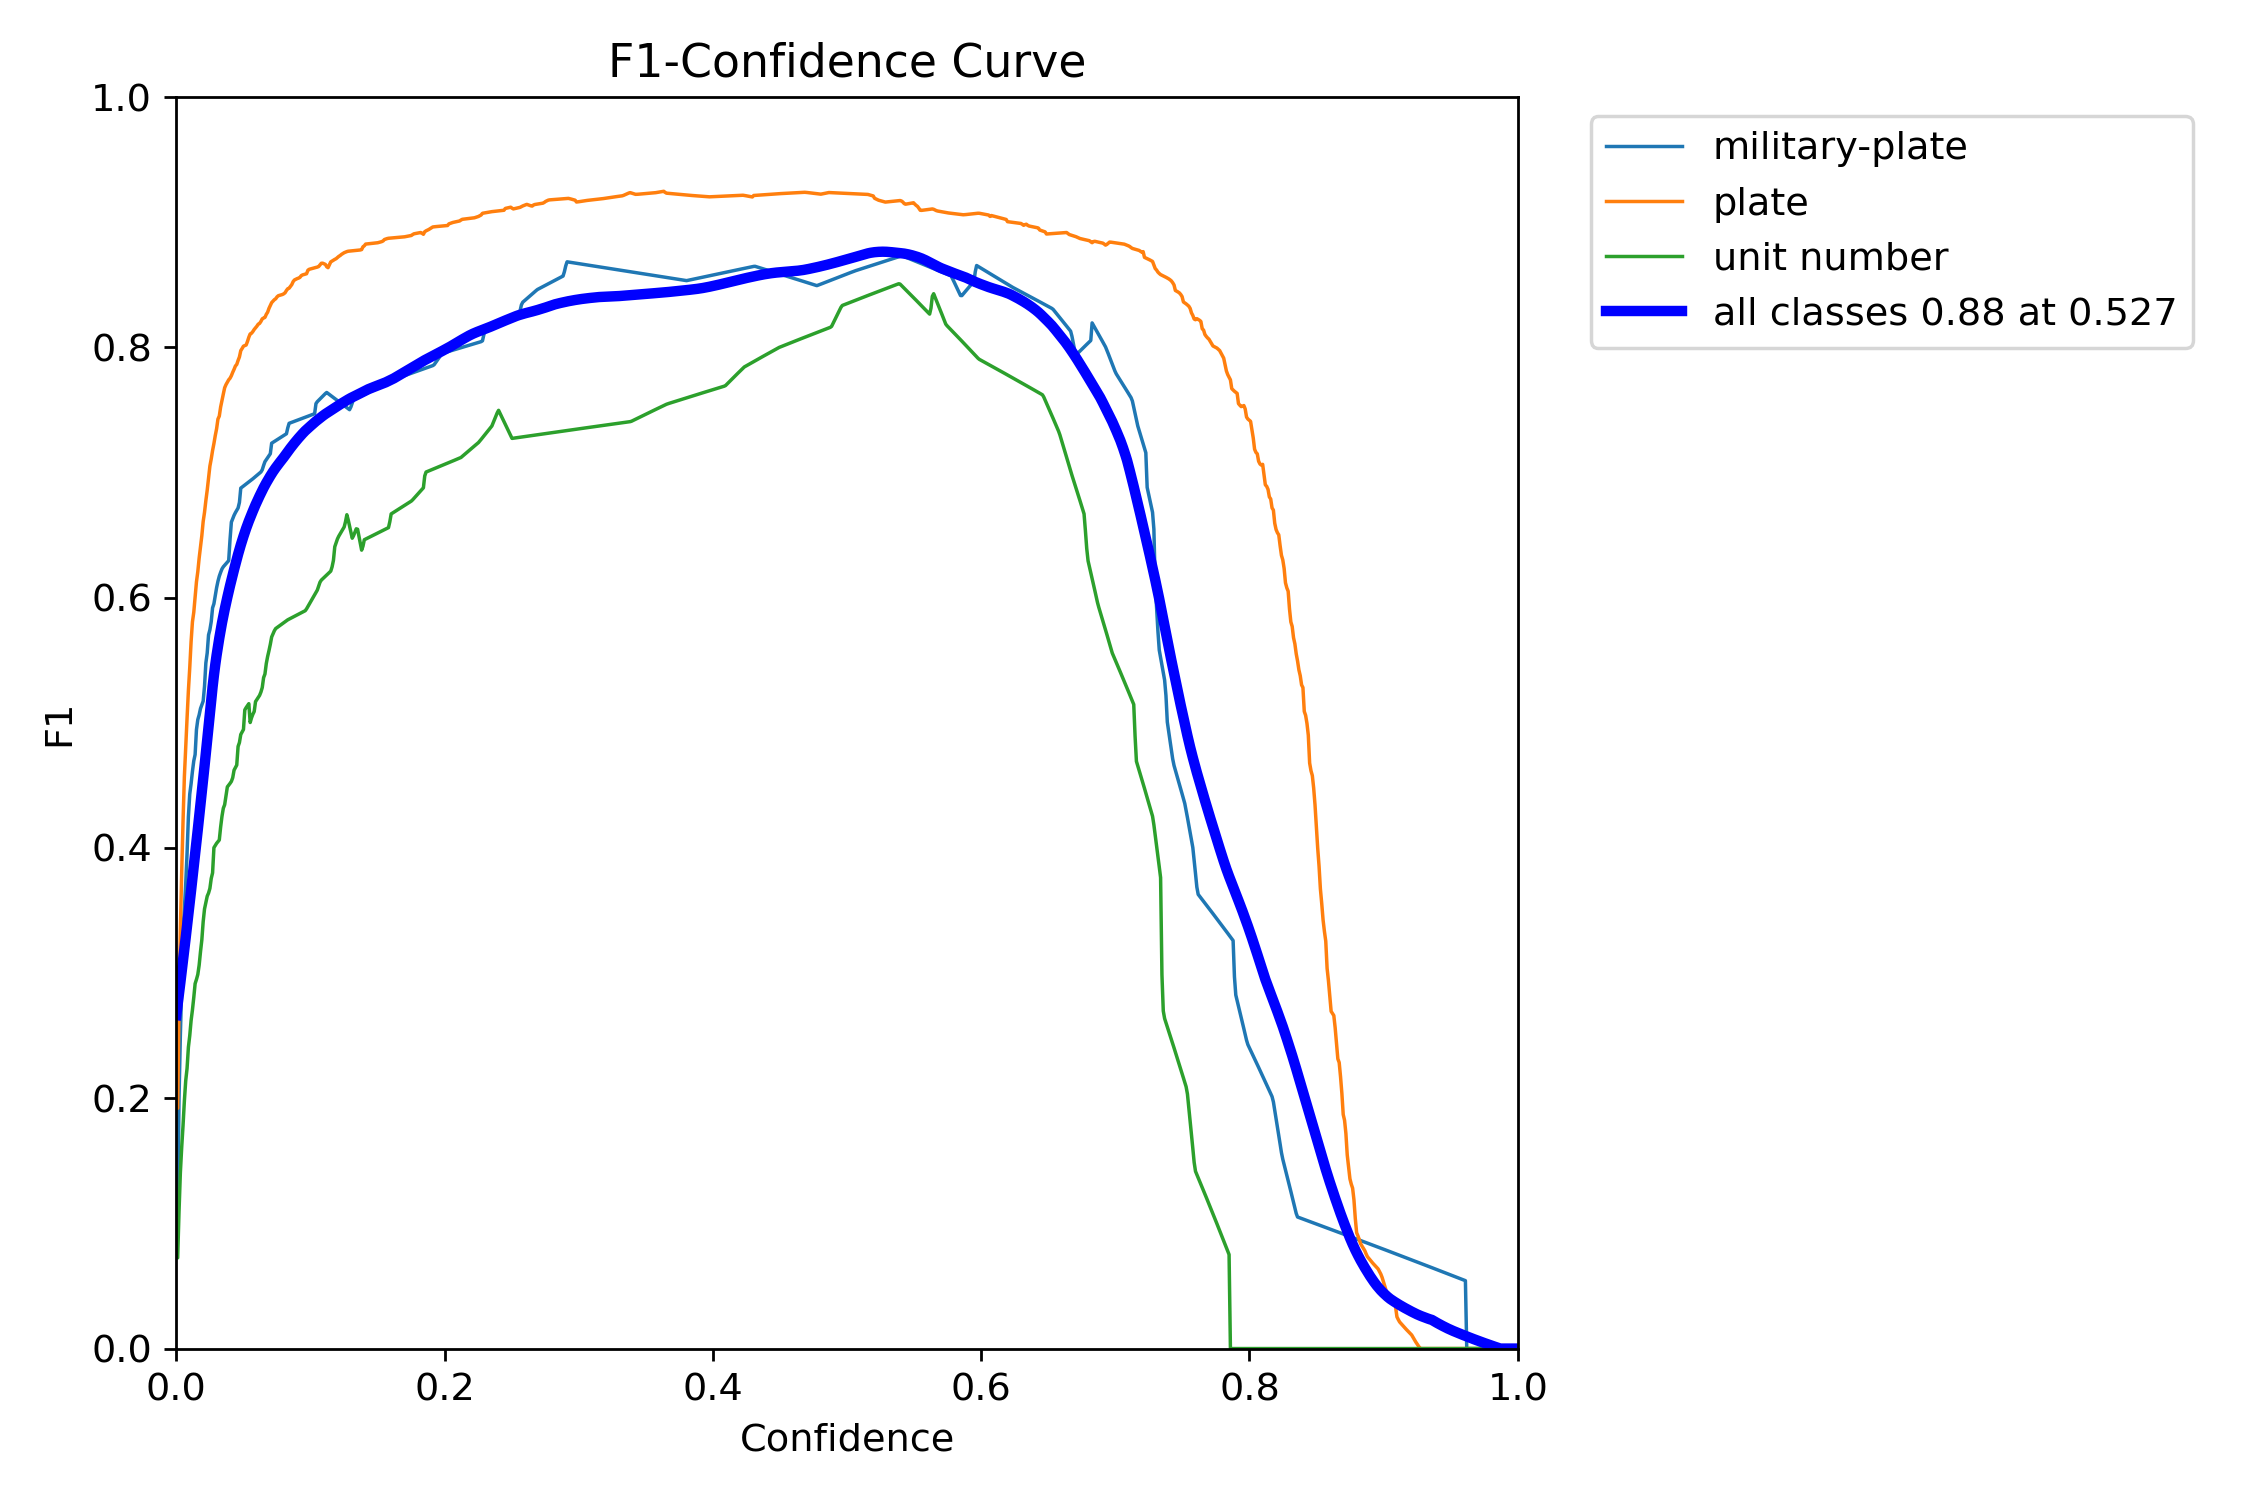 F1-Confidence Curve
1.0
0.8
0.6
0.4
0.2
0.0
F1
0.0 0.2 0.4 0.6 0.8 1.0
Confidence
military-plate
plate
unit number
all classes 0.88 at 0.527